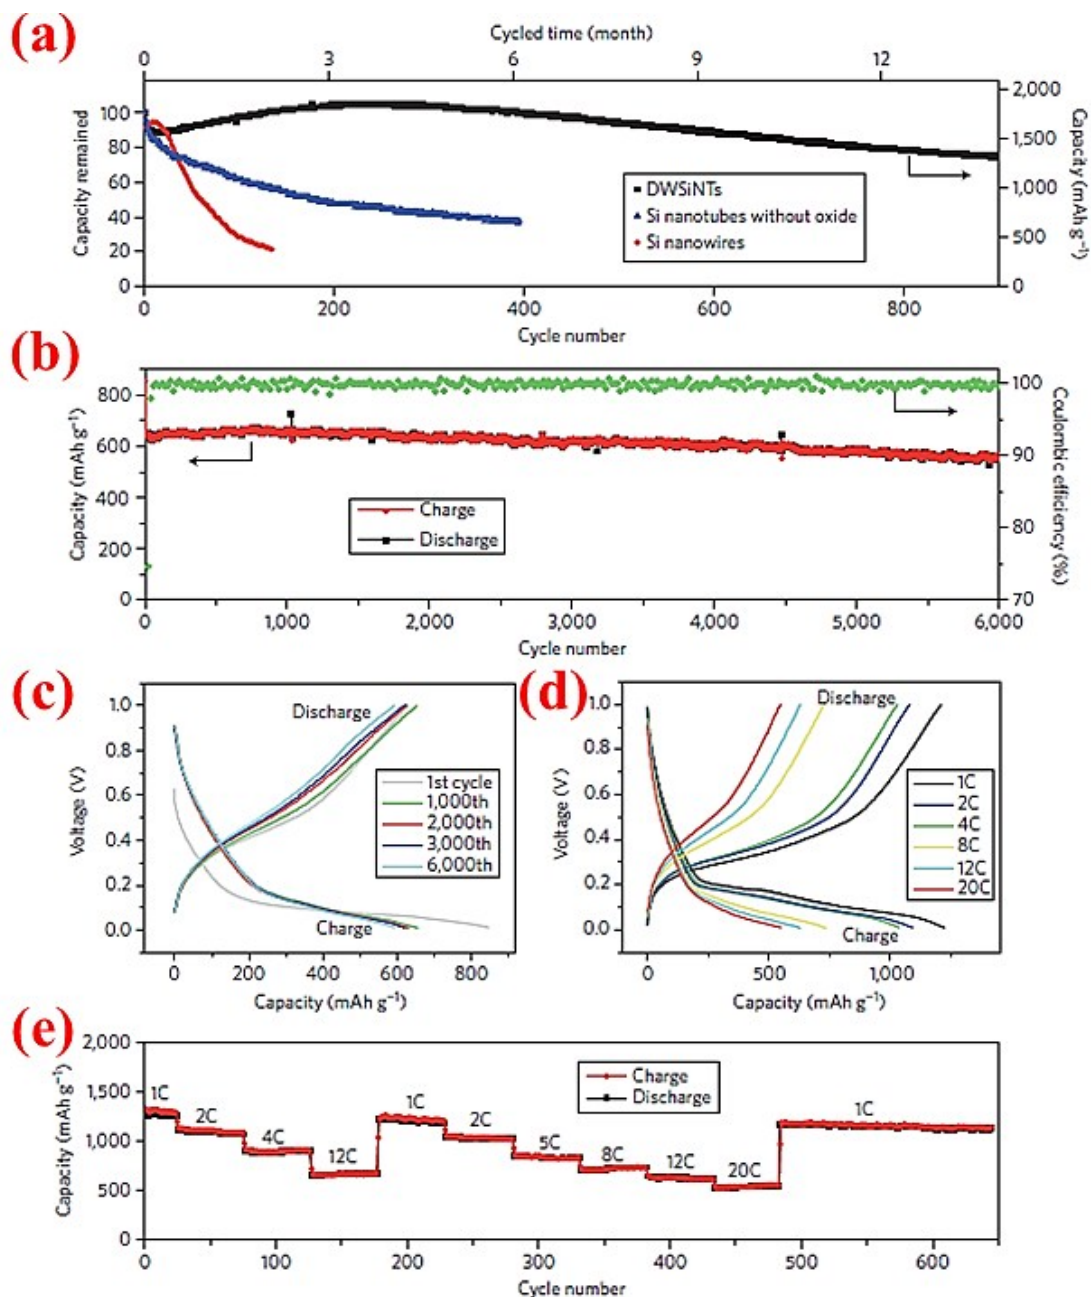 (a)
Cycled time (month)
0 3 6 9 12
Capacity remained
100
80
60
40
20
0
2,000
1,500
1,000
500
0
Capacity (mAh g⁻¹)
DWSiNTs
Si nanotubes without oxide
Si nanowires
0 200 400 600 800
Cycle number
(b)
Capacity (mAh g⁻¹)
800
600
400
200
0
100
90
80
70
Coulombic efficiency (%)
Charge
Discharge
0 1,000 2,000 3,000 4,000 5,000 6,000
Cycle number
(c)
Voltage (V)
1.0
0.8
0.6
0.4
0.2
0.0
Discharge
1st cycle
1,000th
2,000th
3,000th
6,000th
Charge
0 200 400 600 800
Capacity (mAh g⁻¹)
(d)
Voltage (V)
1.0
0.8
0.6
0.4
0.2
0.0
Discharge
1C
2C
4C
8C
12C
20C
Charge
0 500 1,000
Capacity (mAh g⁻¹)
(e)
Capacity (mAh g⁻¹)
2,000
1,500
1,000
500
0
Charge
Discharge
1C 2C 4C 12C 1C 2C 5C 8C 12C 20C 1C
0 100 200 300 400 500 600
Cycle number